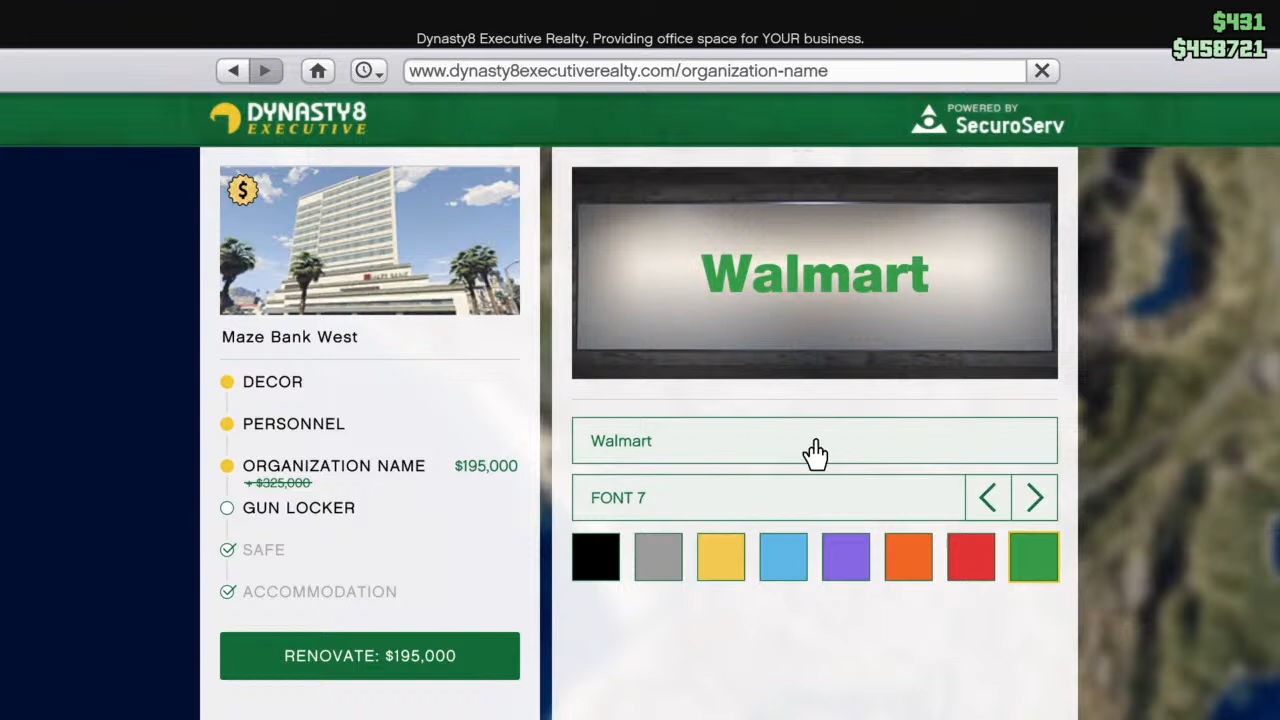 $431
$458721
Dynasty8 Executive Realty. Providing office space for YOUR business.
www.dynasty8executiverealty.com/organization-name
DYNASTY8
EXECUTIVE
POWERED BY
SecuroServ
$
MAZE BANK
Maze Bank West
DECOR
PERSONNEL
ORGANIZATION NAME $195,000
+ $325,000
GUN LOCKER
SAFE
ACCOMMODATION
RENOVATE: $195,000
Walmart
Walmart
FONT 7